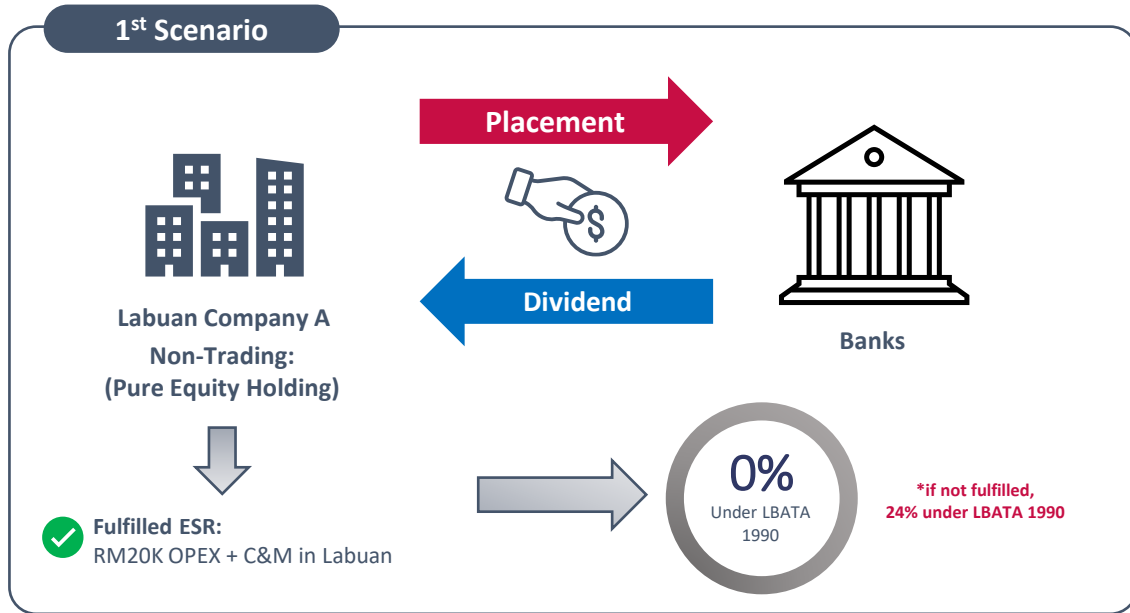 1st Scenario
Placement
$
Dividend
Labuan Company A
Non-Trading:
(Pure Equity Holding)
Banks
Fulfilled ESR:
RM20K OPEX + C&M in Labuan
0%
Under LBATA
1990
*if not fulfilled,
24% under LBATA 1990